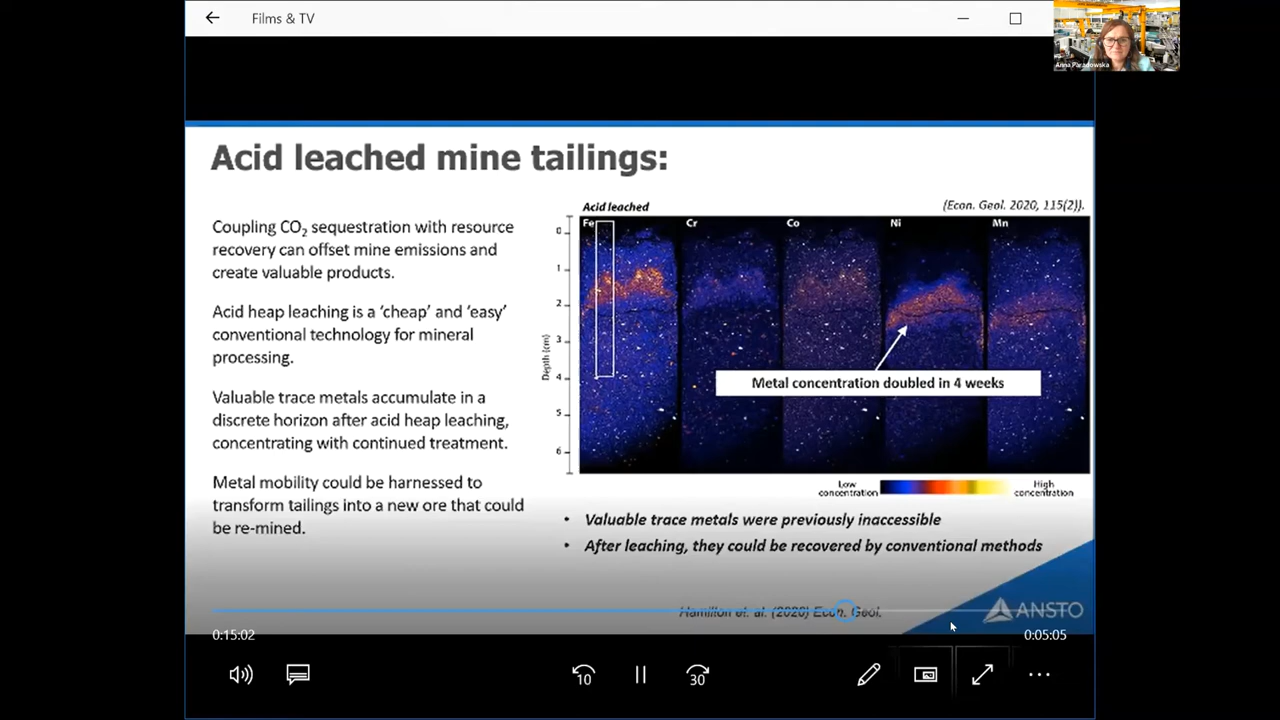 Films & TV
Anna Paradowska
Acid leached mine tailings:
Coupling CO₂ sequestration with resource
recovery can offset mine emissions and
create valuable products.
Acid heap leaching is a ‘cheap’ and ‘easy’
conventional technology for mineral
processing.
Valuable trace metals accumulate in a
discrete horizon after acid heap leaching,
concentrating with continued treatment.
Metal mobility could be harnessed to
transform tailings into a new ore that could
be re-mined.
Acid leached
(Econ. Geol. 2020, 115(2)).
Fe Cr Co Ni Mn
0
1
2
3
4
5
6
Depth (cm)
Metal concentration doubled in 4 weeks
Low concentration
High concentration
• Valuable trace metals were previously inaccessible
• After leaching, they could be recovered by conventional methods
Hamilton et. al. (2020) Econ. Geol.
ANSTO
0:15:02
0:05:05
10
30